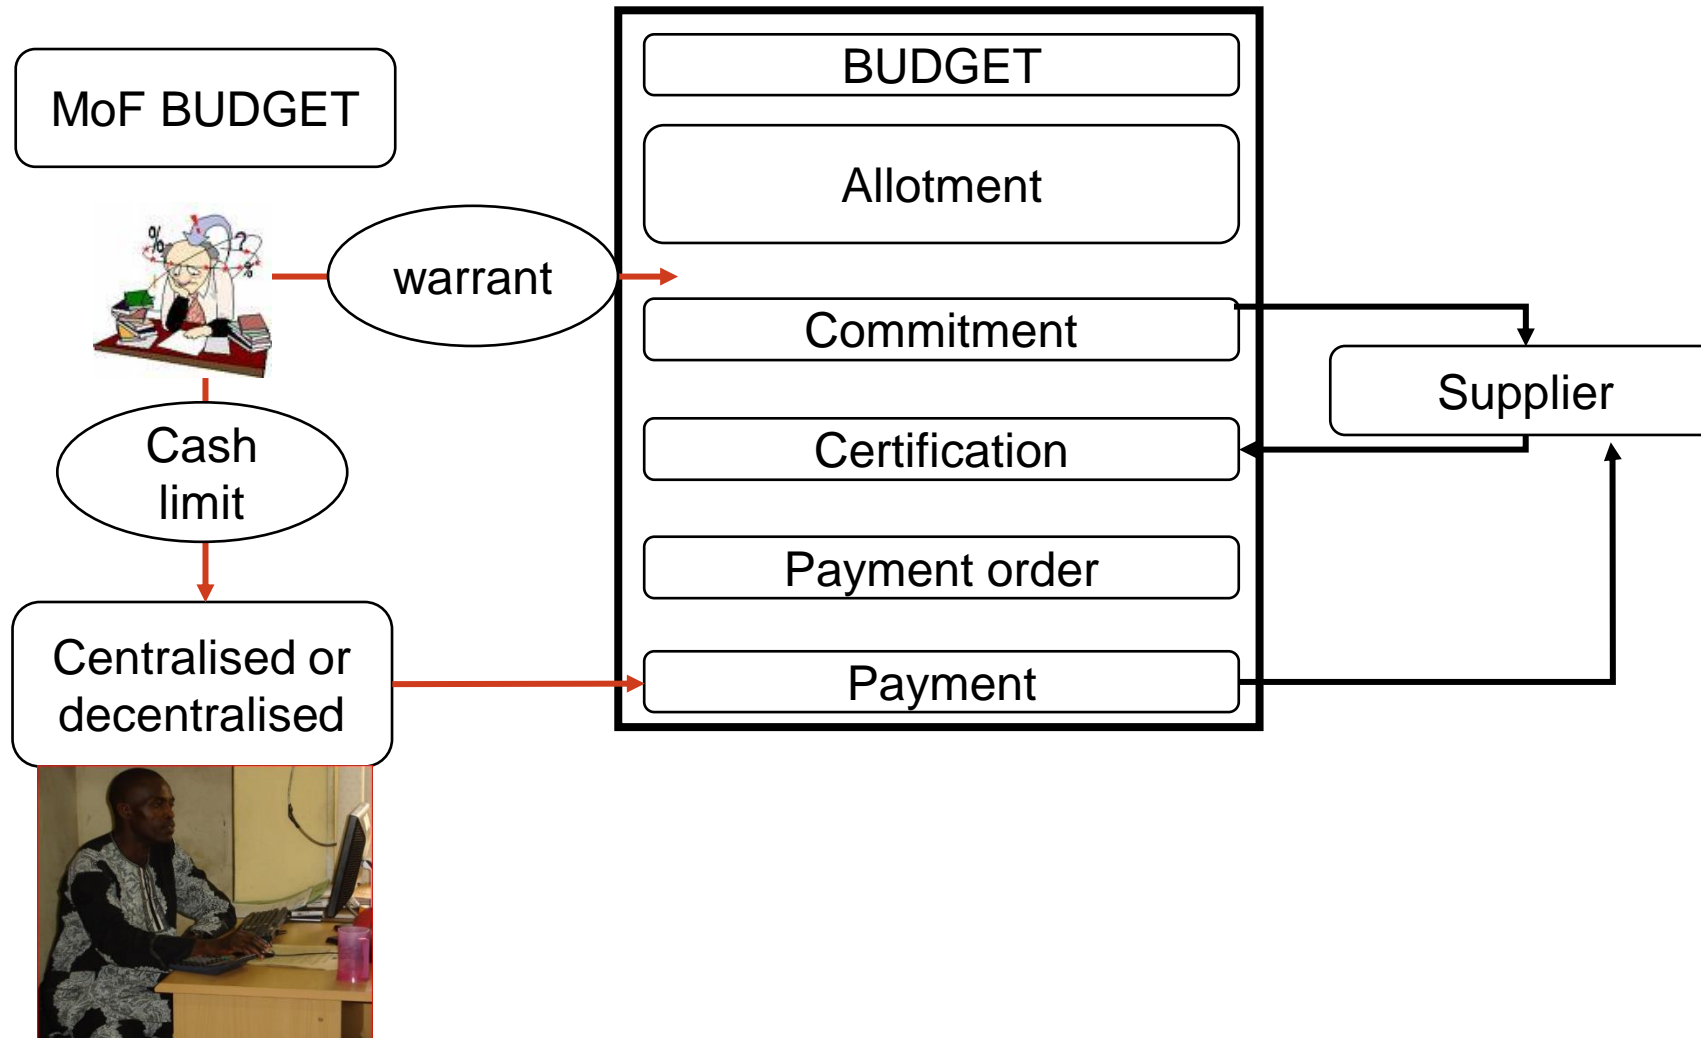 MoF BUDGET
warrant
Cash
limit
Centralised or
decentralised
BUDGET
Allotment
Commitment
Certification
Payment order
Payment
Supplier
% ? %